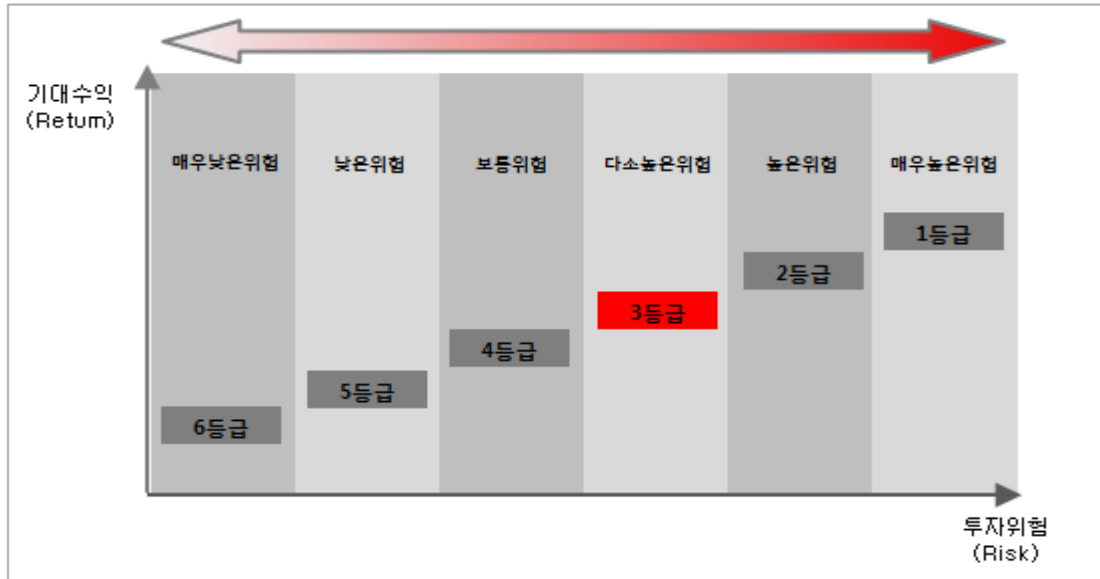 기대수익
(Return)
매우낮은위험
낮은위험
보통위험
다소높은위험
높은위험
매우높은위험
1등급
2등급
3등급
4등급
5등급
6등급
투자위험
(Risk)